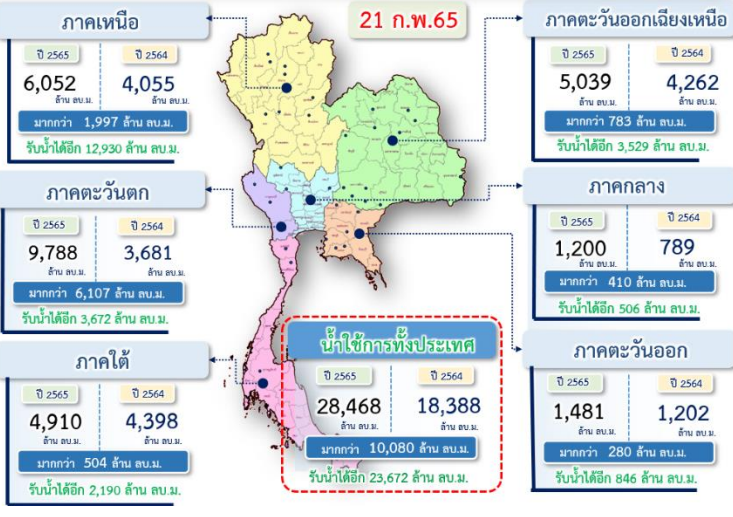 21 ก.พ.65
ภาคเหนือ
ปี 2565 ปี 2564
6,052 4,055
ล้าน ลบ.ม. ล้าน ลบ.ม.
มากกว่า 1,997 ล้าน ลบ.ม.
รับน้ำได้อีก 12,930 ล้าน ลบ.ม.
ภาคตะวันออกเฉียงเหนือ
ปี 2565 ปี 2564
5,039 4,262
ล้าน ลบ.ม. ล้าน ลบ.ม.
มากกว่า 783 ล้าน ลบ.ม.
รับน้ำได้อีก 3,529 ล้าน ลบ.ม.
ภาคตะวันตก
ปี 2565 ปี 2564
9,788 3,681
ล้าน ลบ.ม. ล้าน ลบ.ม.
มากกว่า 6,107 ล้าน ลบ.ม.
รับน้ำได้อีก 3,672 ล้าน ลบ.ม.
ภาคกลาง
ปี 2565 ปี 2564
1,200 789
ล้าน ลบ.ม. ล้าน ลบ.ม.
มากกว่า 410 ล้าน ลบ.ม.
รับน้ำได้อีก 506 ล้าน ลบ.ม.
ภาคใต้
ปี 2565 ปี 2564
4,910 4,398
ล้าน ลบ.ม. ล้าน ลบ.ม.
มากกว่า 504 ล้าน ลบ.ม.
รับน้ำได้อีก 2,190 ล้าน ลบ.ม.
น้ำใช้การทั้งประเทศ
ปี 2565 ปี 2564
28,468 18,388
ล้าน ลบ.ม. ล้าน ลบ.ม.
มากกว่า 10,080 ล้าน ลบ.ม.
รับน้ำได้อีก 23,672 ล้าน ลบ.ม.
ภาคตะวันออก
ปี 2565 ปี 2564
1,481 1,202
ล้าน ลบ.ม. ล้าน ลบ.ม.
มากกว่า 280 ล้าน ลบ.ม.
รับน้ำได้อีก 846 ล้าน ลบ.ม.